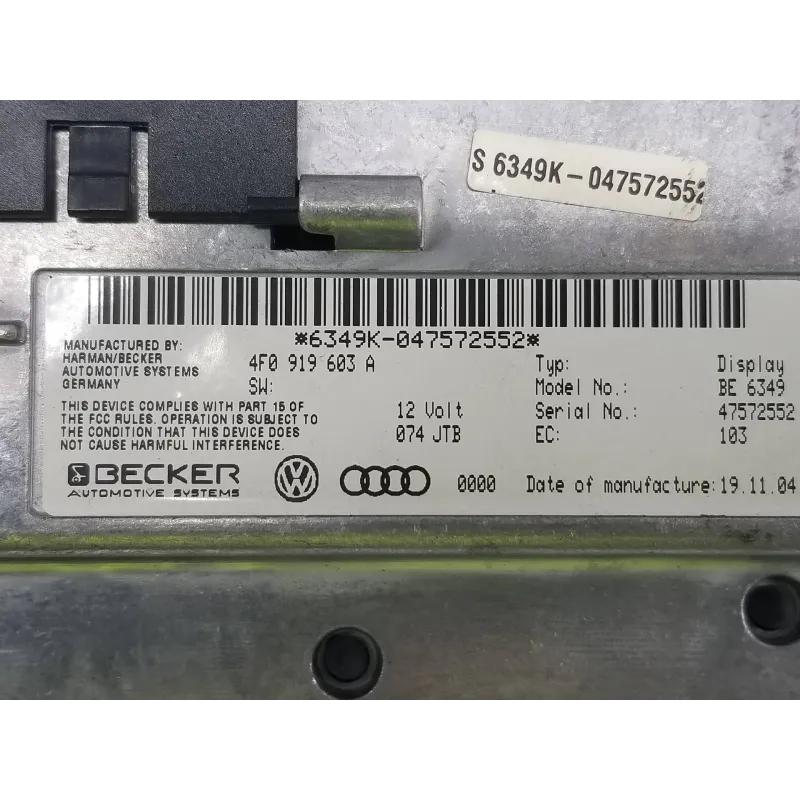 S 6349K-047572552
*6349K-047572552*
MANUFACTURED BY:
HARMAN/BECKER
AUTOMOTIVE SYSTEMS
GERMANY
4F0 919 603 A
SW:
Typ: Display
Model No.: BE 6349
Serial No.: 47572552
EC: 103
THIS DEVICE COMPLIES WITH PART 15 OF
THE FCC RULES. OPERATION IS SUBJECT TO
THE CONDITION THAT THIS DEVICE DOES
NOT CAUSE HARMFUL INTERFERENCE.
12 Volt
074 JTB
BECKER
AUTOMOTIVE SYSTEMS
0000
Date of manufacture:19.11.04